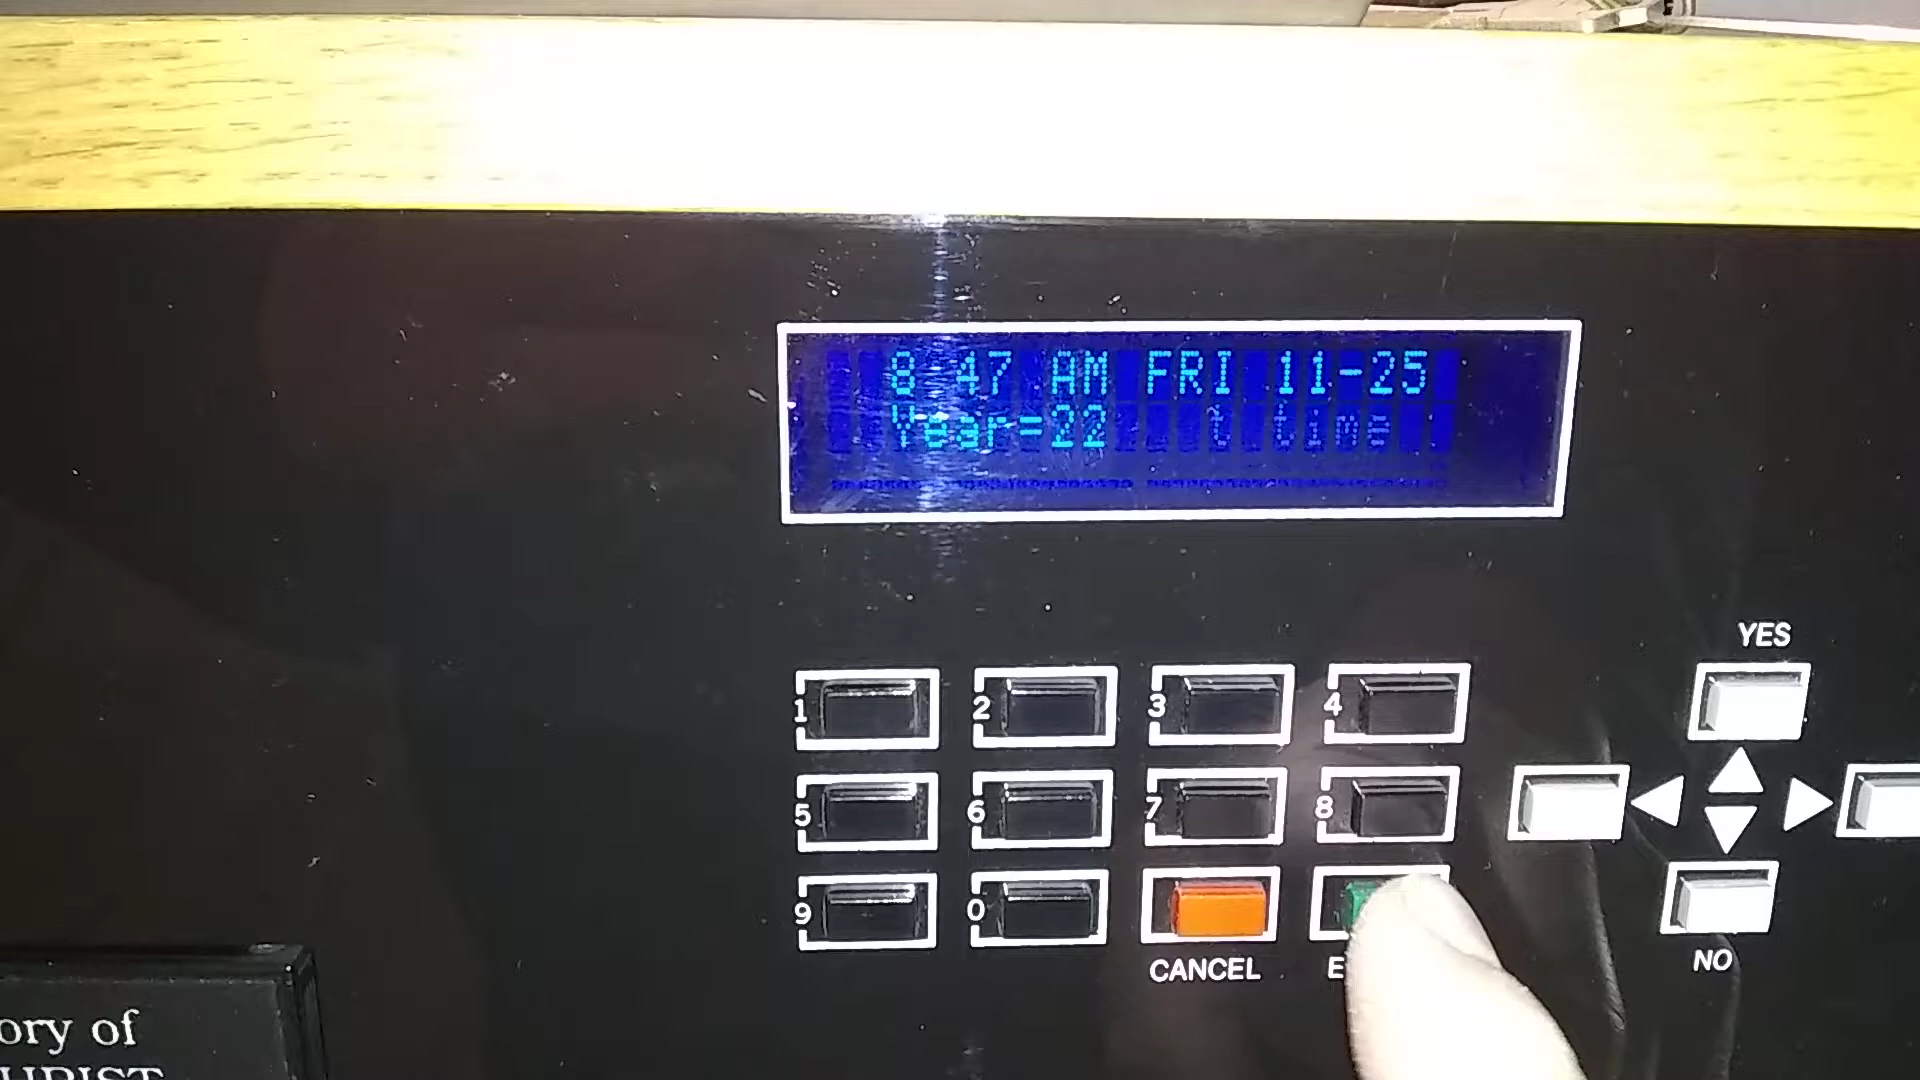 8:47 AM FRI 11-25
Year=22 t time
YES
1 2 3 4
5 6 7 8
9 0
CANCEL
NO
ory of